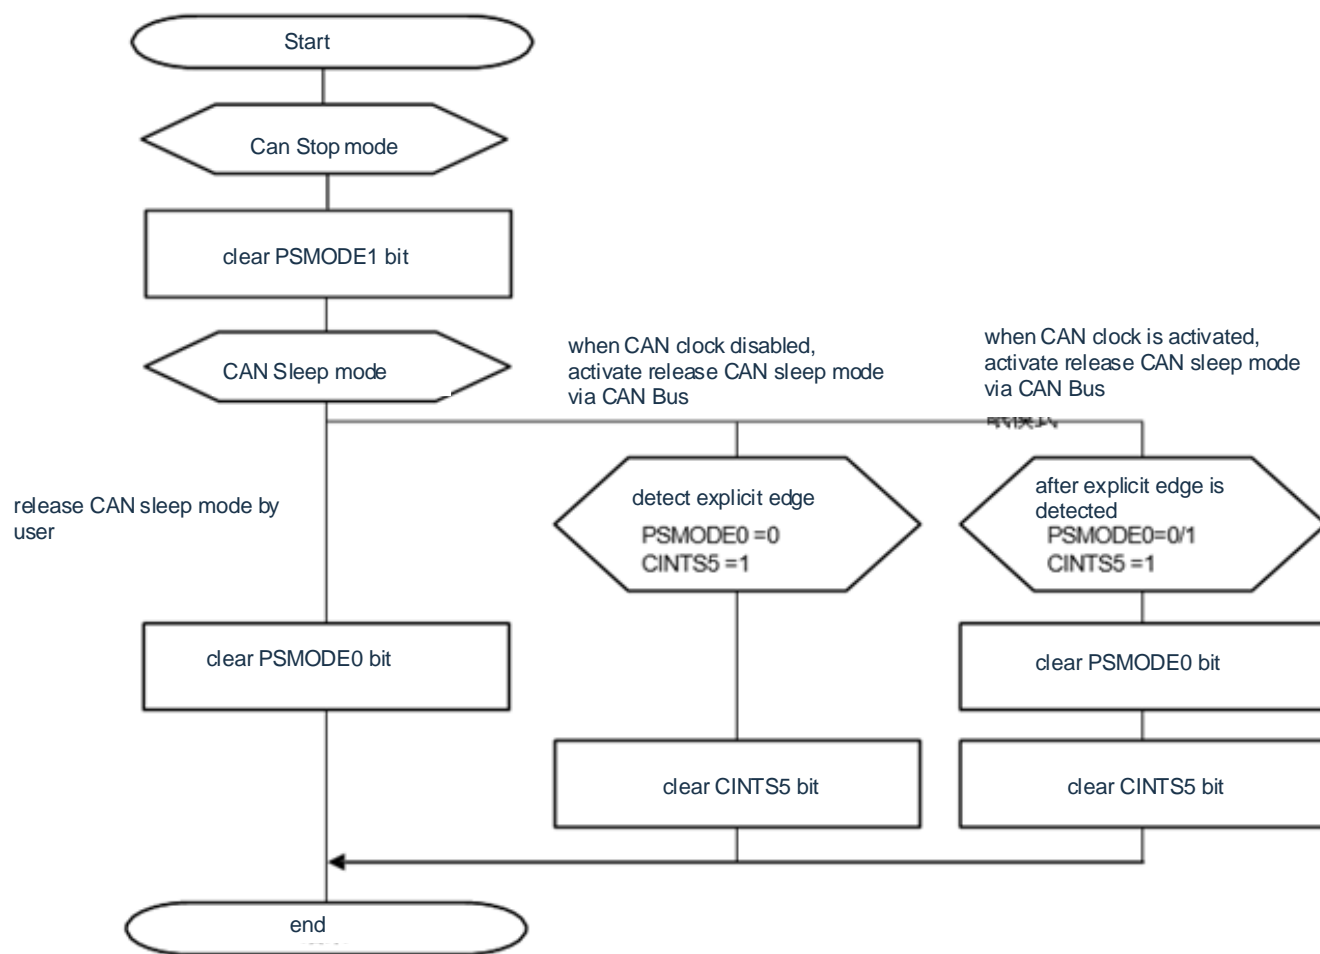 Start
Can Stop mode
clear PSMODE1 bit
CAN Sleep mode
when CAN clock disabled,
activate release CAN sleep mode
via CAN Bus
when CAN clock is activated,
activate release CAN sleep mode
via CAN Bus
release CAN sleep mode by
user
detect explicit edge
PSMODE0 =0
CINTS5 =1
after explicit edge is
detected
PSMODE0=0/1
CINTS5 =1
clear PSMODE0 bit
clear PSMODE0 bit
clear CINTS5 bit
clear CINTS5 bit
end